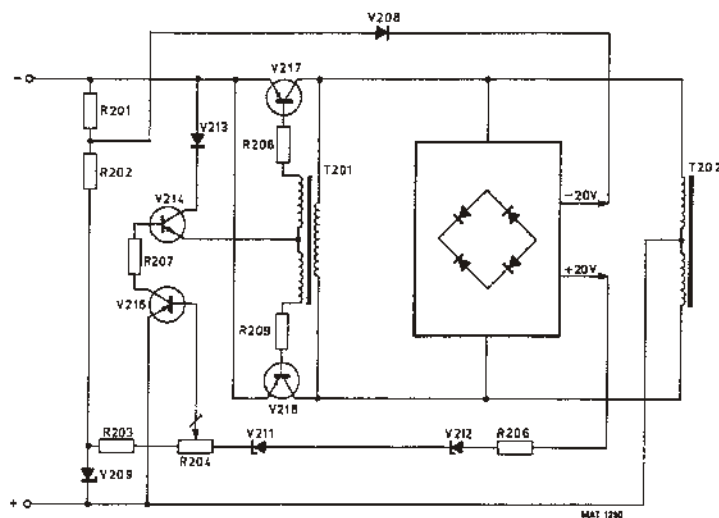 V208
−
V217
R201
V213
R208
T201
R202
T202
V214
−20V
R207
+20V
V216
R209
V218
R203
R204
V211
V212
R206
V209
+
MAT 1290